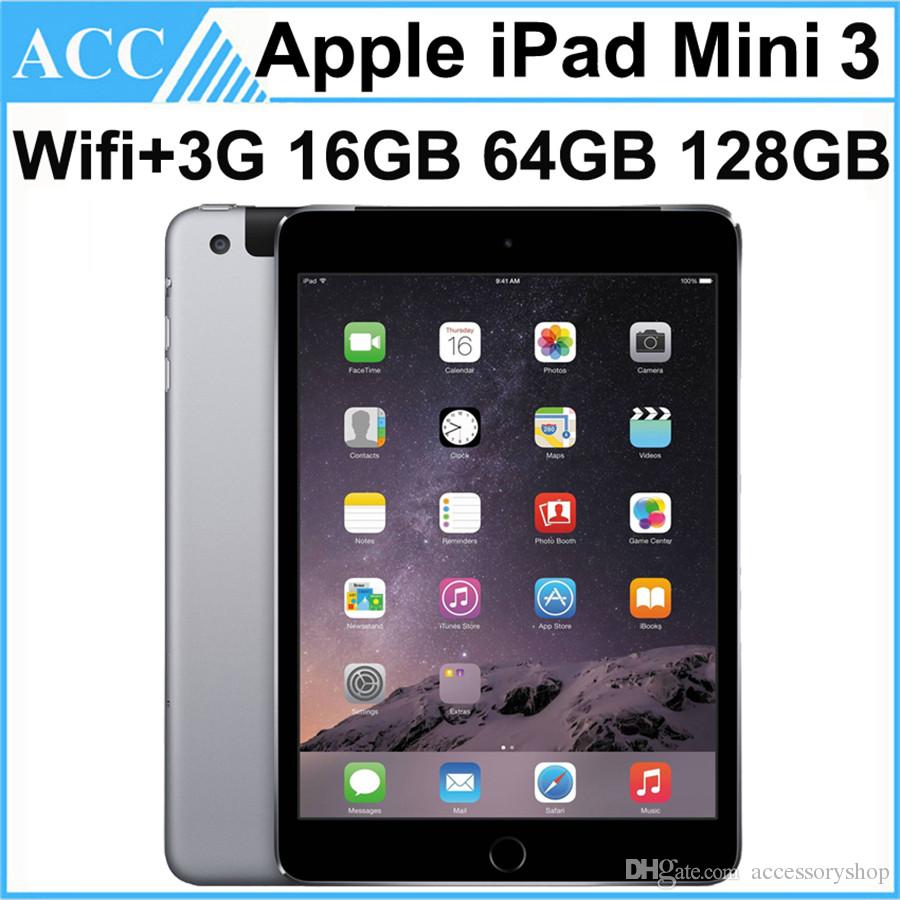 ACC Apple iPad Mini 3
Wifi+3G 16GB 64GB 128GB
iPad 9:41 AM 100%
Thursday
16
FaceTime Calendar Photos Camera
280
Contacts Clock Maps Videos
Notes Reminders Photo Booth Game Center
Newsstand iTunes Store App Store iBooks
Settings Extras
Messages Mail Safari Music
DHgate.com accessoryshop